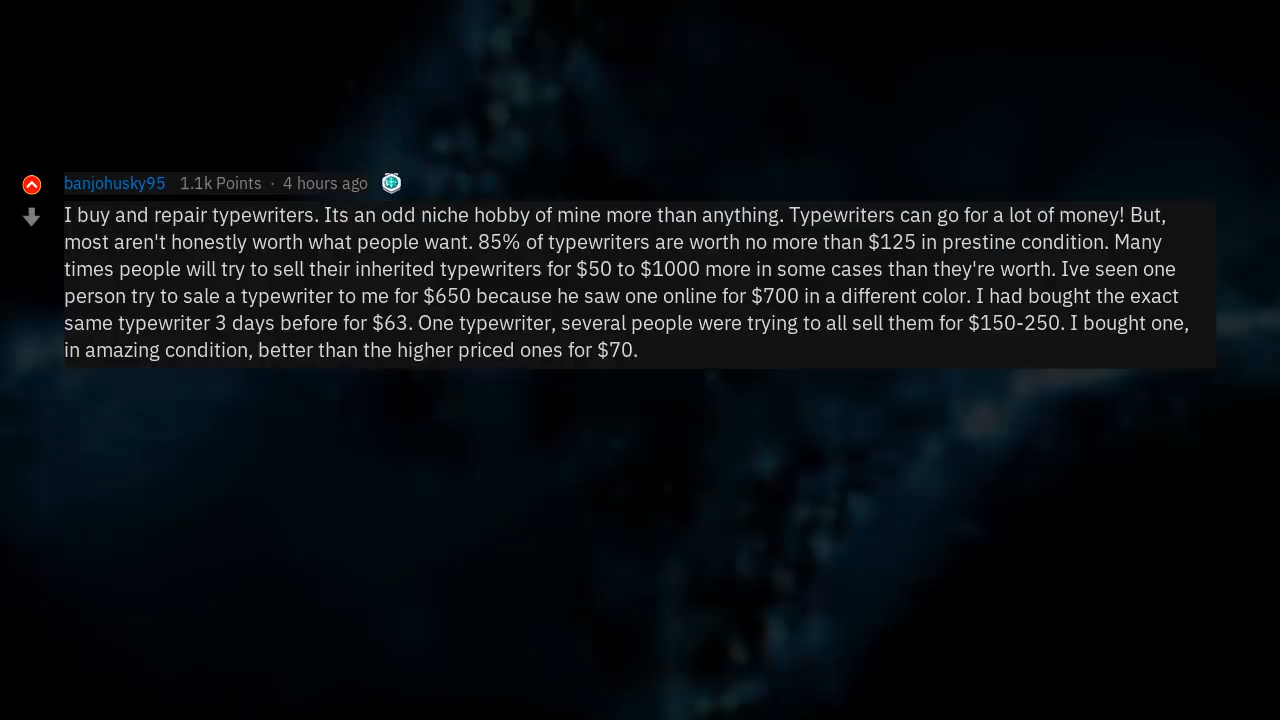 banjohusky95 1.1k Points · 4 hours ago
I buy and repair typewriters. Its an odd niche hobby of mine more than anything. Typewriters can go for a lot of money! But,
most aren't honestly worth what people want. 85% of typewriters are worth no more than $125 in prestine condition. Many
times people will try to sell their inherited typewriters for $50 to $1000 more in some cases than they're worth. Ive seen one
person try to sale a typewriter to me for $650 because he saw one online for $700 in a different color. I had bought the exact
same typewriter 3 days before for $63. One typewriter, several people were trying to all sell them for $150-250. I bought one,
in amazing condition, better than the higher priced ones for $70.